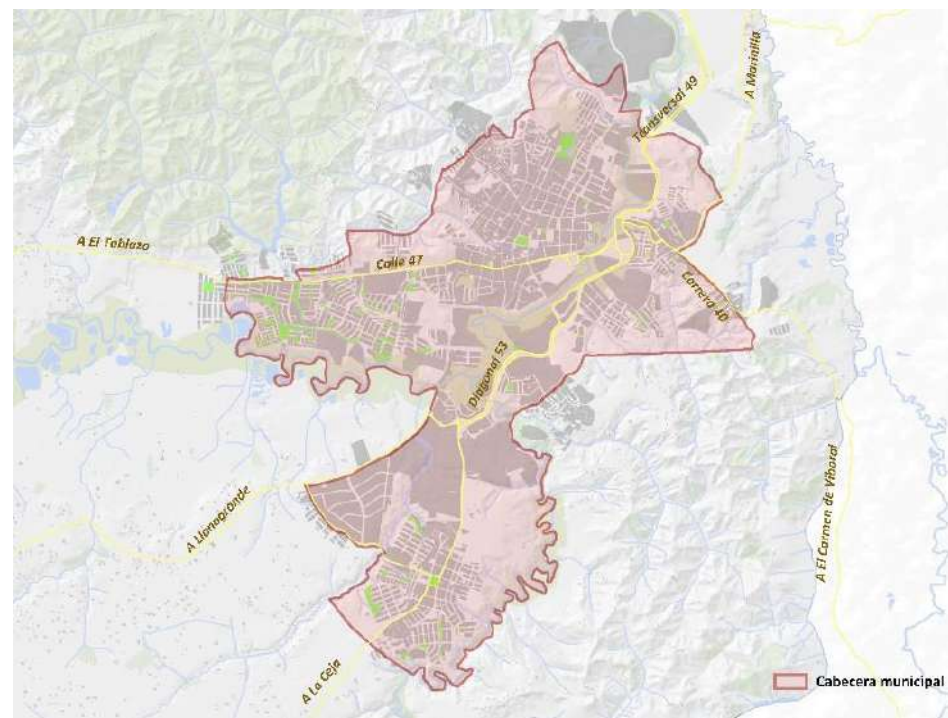 Transversal 49
A Marinilla
A El Tablazo
Calle 47
Carrera 40
Diagonal 53
A Llanogrande
A El Carmen de Viboral
A La Ceja
Cabecera municipal